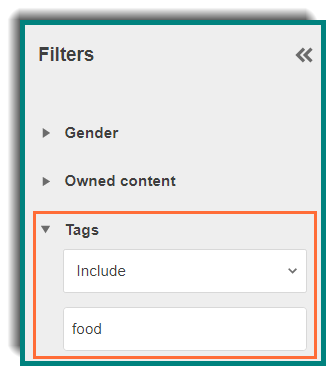 Filters
Gender
Owned content
Tags
Include
food